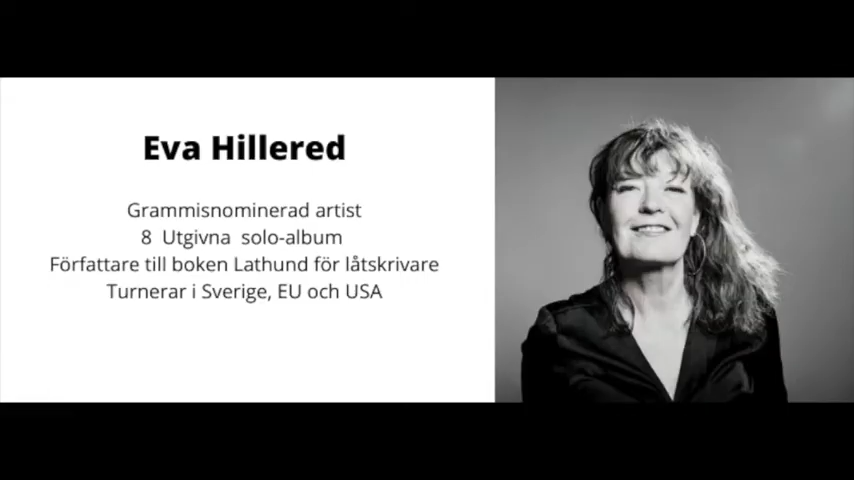 Eva Hillered
Grammisnominerad artist
8 Utgivna solo-album
Författare till boken Lathund för låtskrivare
Turnerar i Sverige, EU och USA